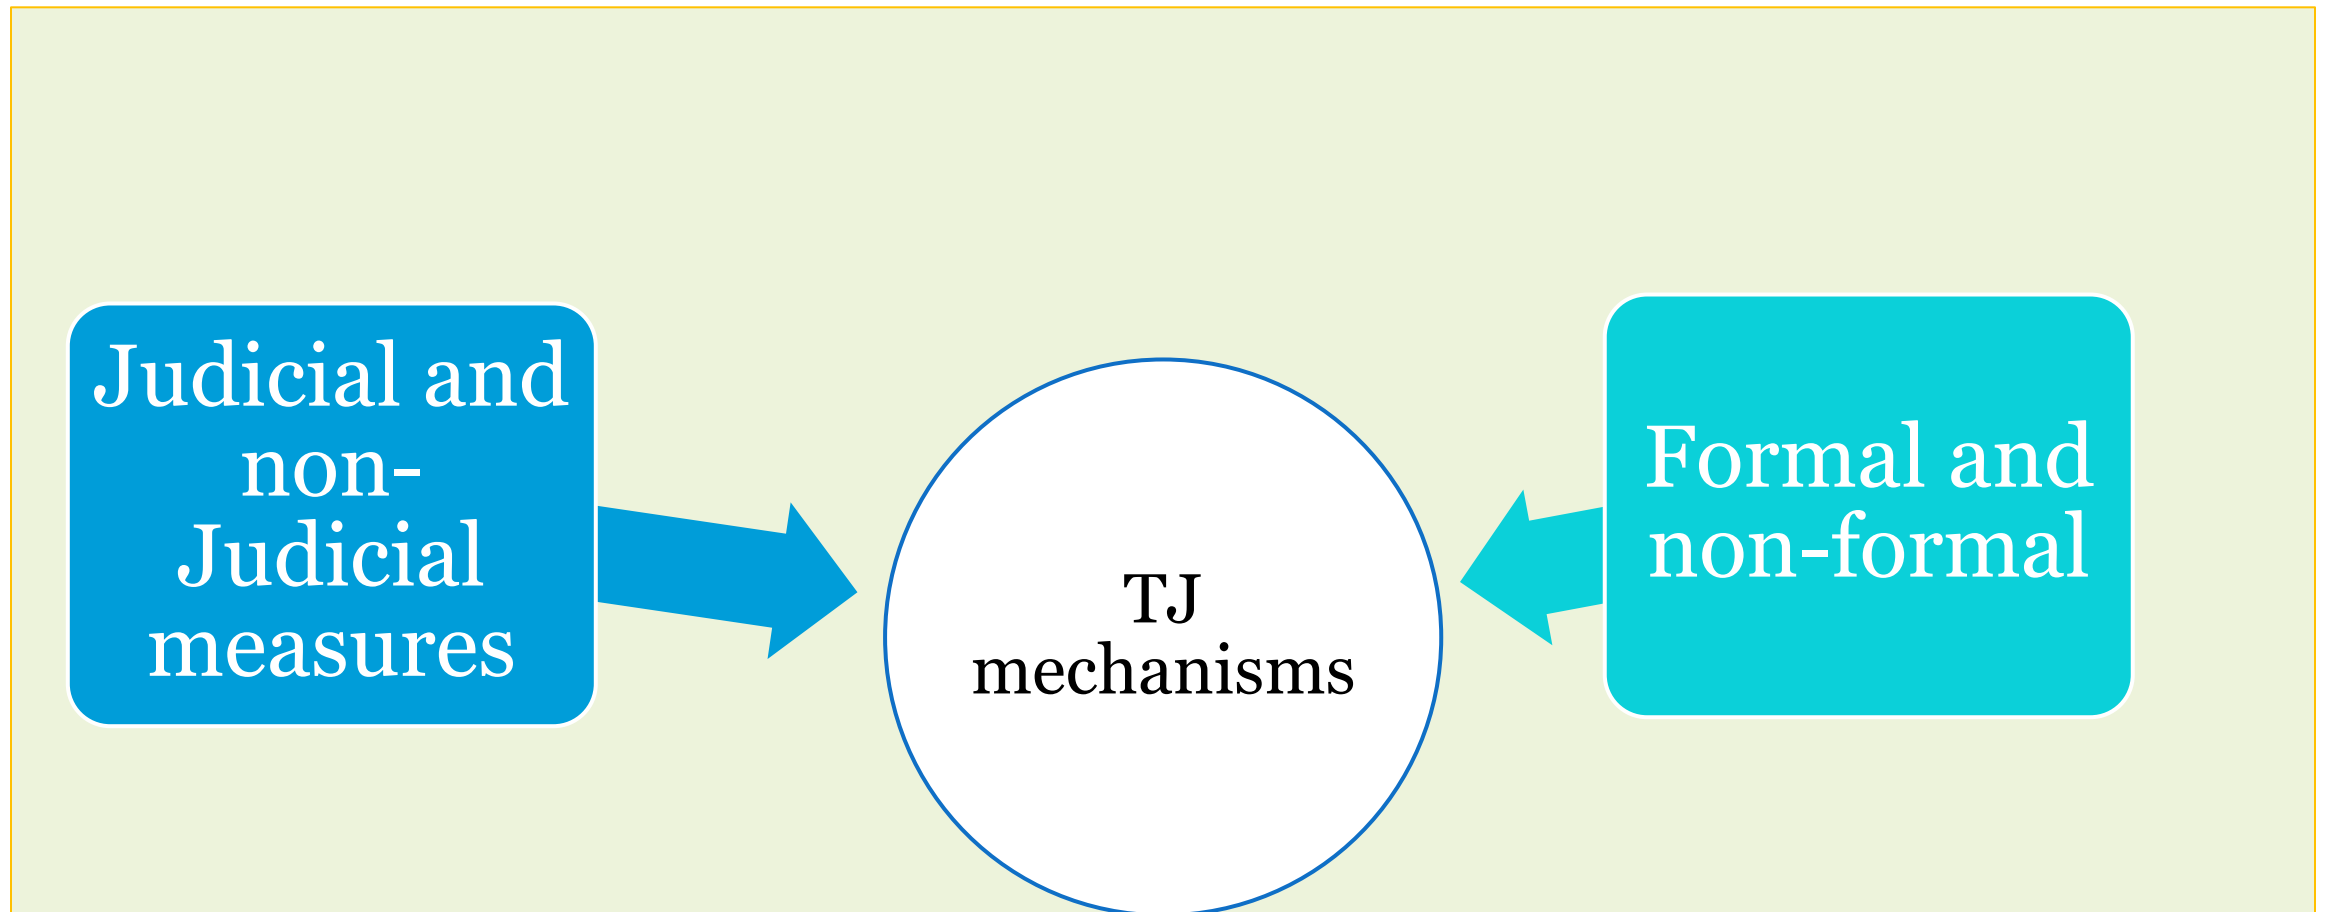 Judicial and
non-
Judicial
measures
TJ
mechanisms
Formal and
non-formal